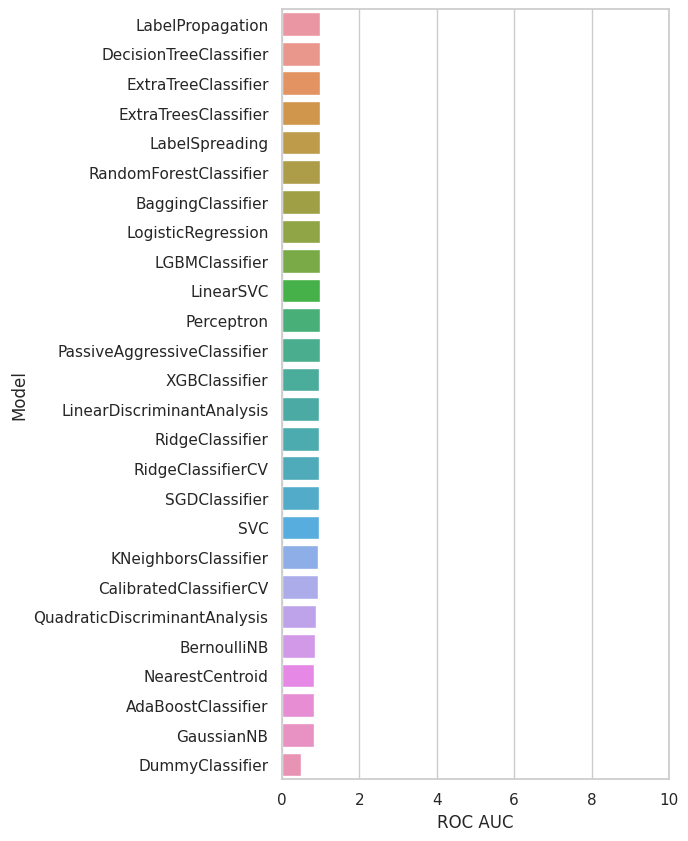 LabelPropagation
DecisionTreeClassifier
ExtraTreeClassifier
ExtraTreesClassifier
LabelSpreading
RandomForestClassifier
BaggingClassifier
LogisticRegression
LGBMClassifier
LinearSVC
Perceptron
PassiveAggressiveClassifier
XGBClassifier
LinearDiscriminantAnalysis
RidgeClassifier
RidgeClassifierCV
SGDClassifier
SVC
KNeighborsClassifier
CalibratedClassifierCV
QuadraticDiscriminantAnalysis
BernoulliNB
NearestCentroid
AdaBoostClassifier
GaussianNB
DummyClassifier
Model
0 2 4 6 8 10
ROC AUC